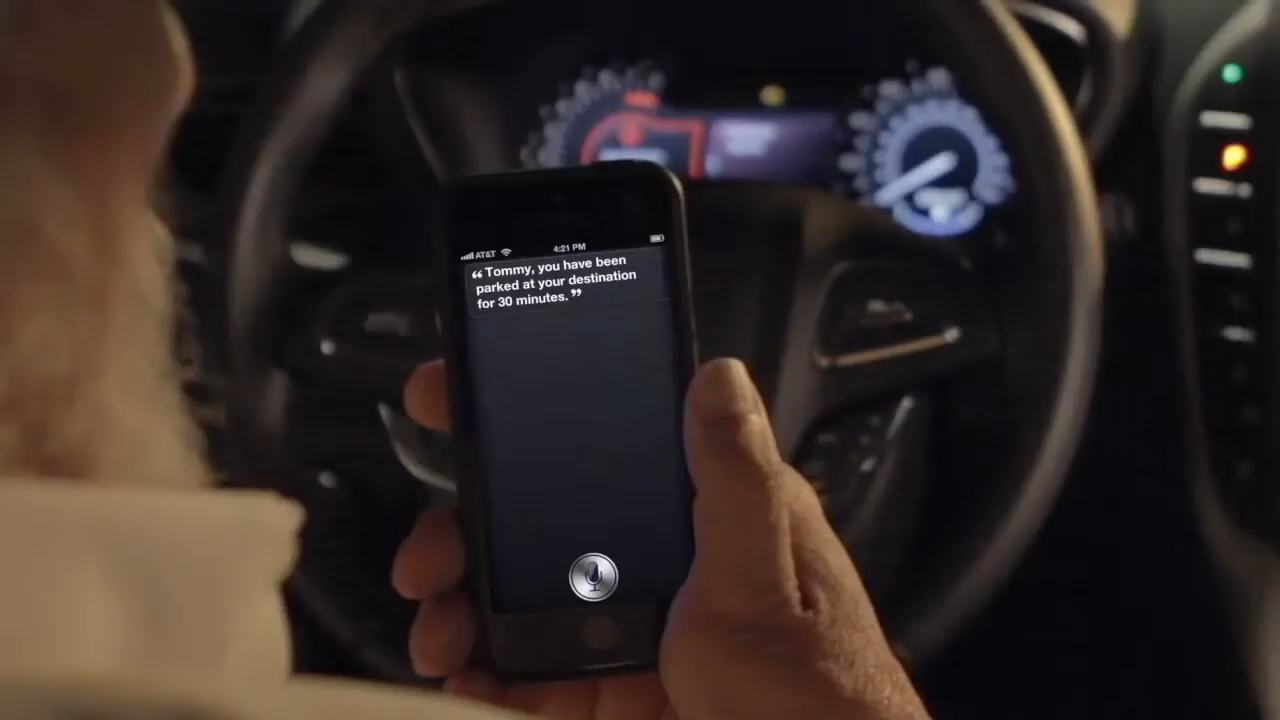 AT&T 4:21 PM
“Tommy, you have been
parked at your destination
for 30 minutes.”